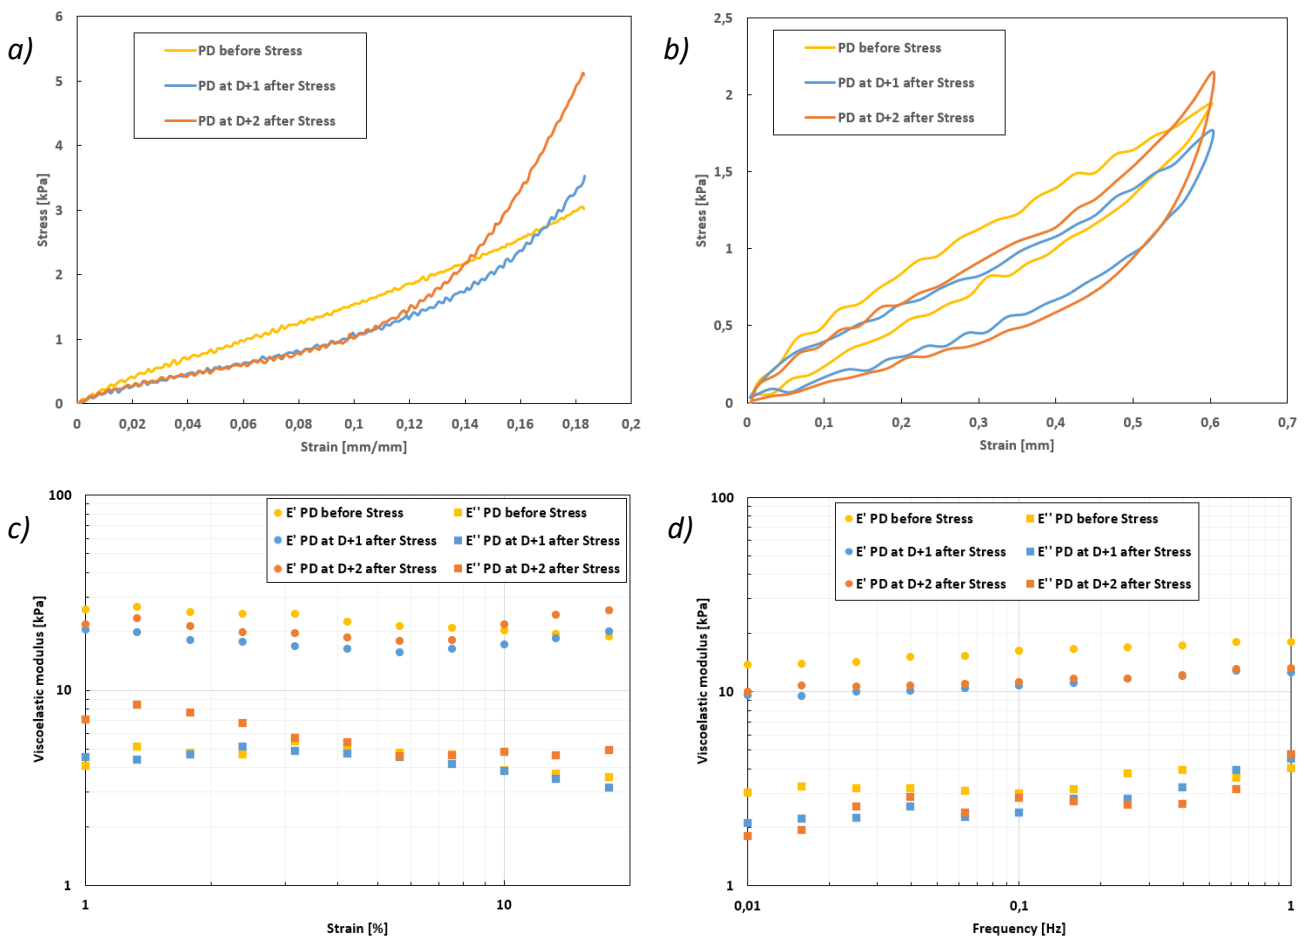 a)
PD before Stress
PD at D+1 after Stress
PD at D+2 after Stress
Stress [kPa]
6
5
4
3
2
1
0
0
0,02
0,04
0,06
0,08
0,1
0,12
0,14
0,16
0,18
0,2
Strain [mm/mm]
b)
PD before Stress
PD at D+1 after Stress
PD at D+2 after Stress
Stress [kPa]
2,5
2
1,5
1
0,5
0
0
0,1
0,2
0,3
0,4
0,5
0,6
0,7
Strain [mm]
c)
E' PD before Stress
E'' PD before Stress
E' PD at D+1 after Stress
E'' PD at D+1 after Stress
E' PD at D+2 after Stress
E'' PD at D+2 after Stress
Viscoelastic modulus [kPa]
100
10
1
1
10
Strain [%]
d)
E' PD before Stress
E'' PD before Stress
E' PD at D+1 after Stress
E'' PD at D+1 after Stress
E' PD at D+2 after Stress
E'' PD at D+2 after Stress
Viscoelastic modulus [kPa]
100
10
1
0,01
0,1
1
Frequency [Hz]